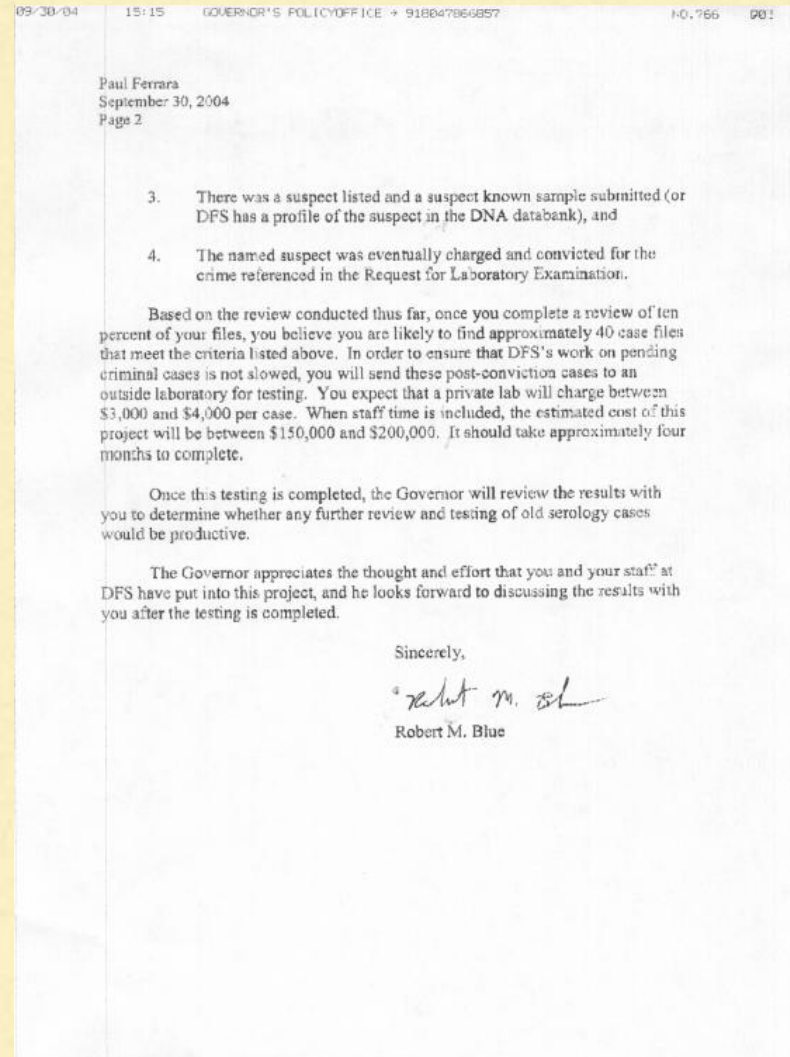 09/30/04 15:15 GOVERNOR'S POLICYOFFICE → 918047866857 NO.766 001
Paul Ferrara
September 30, 2004
Page 2
3. There was a suspect listed and a suspect known sample submitted (or
DFS has a profile of the suspect in the DNA databank), and
4. The named suspect was eventually charged and convicted for the
crime referenced in the Request for Laboratory Examination.
Based on the review conducted thus far, once you complete a review of ten
percent of your files, you believe you are likely to find approximately 40 case files
that meet the criteria listed above. In order to ensure that DFS's work on pending
criminal cases is not slowed, you will send these post-conviction cases to an
outside laboratory for testing. You expect that a private lab will charge between
$3,000 and $4,000 per case. When staff time is included, the estimated cost of this
project will be between $150,000 and $200,000. It should take approximately four
months to complete.
Once this testing is completed, the Governor will review the results with
you to determine whether any further review and testing of old serology cases
would be productive.
The Governor appreciates the thought and effort that you and your staff at
DFS have put into this project, and he looks forward to discussing the results with
you after the testing is completed.
Sincerely,
Robert M. Bl
Robert M. Blue